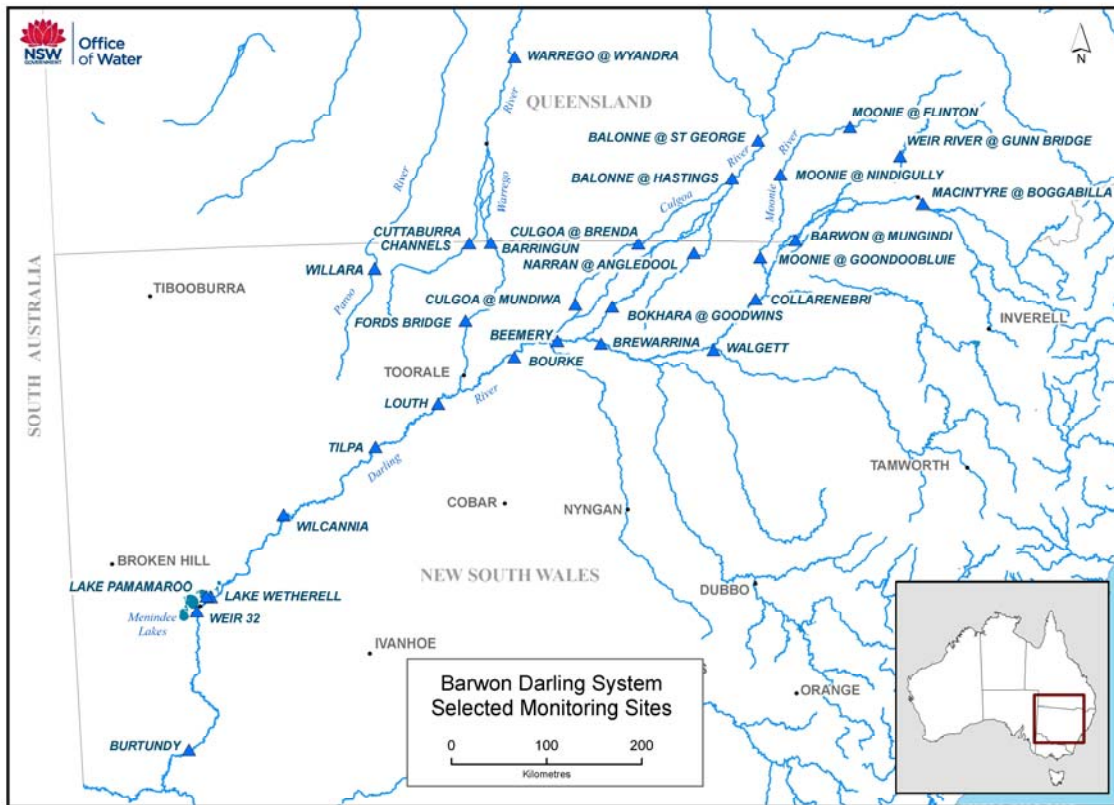 NSW
GOVERNMENT
Office
of Water
N
WARREGO @ WYANDRA
QUEENSLAND
River
MOONIE @ FLINTON
BALONNE @ ST GEORGE
River
WEIR RIVER @ GUNN BRIDGE
River
River
BALONNE @ HASTINGS
MOONIE @ NINDIGULLY
MACINTYRE @ BOGGABILLA
Warrego
Culgoa
Moonie
CUTTABURRA
CHANNELS
CULGOA @ BRENDA
BARRINGUN
BARWON @ MUNGINDI
NARRAN @ ANGLEDOOL
MOONIE @ GOONDOOBLUIE
WILLARA
TIBOOBURRA
Paroo
CULGOA @ MUNDIWA
COLLARENEBRI
FORDS BRIDGE
BOKHARA @ GOODWINS
INVERELL
BEEMERY
BREWARRINA
WALGETT
BOURKE
TOORALE
SOUTH AUSTRALIA
River
LOUTH
TILPA
Darling
TAMWORTH
COBAR
NYNGAN
WILCANNIA
BROKEN HILL
NEW SOUTH WALES
LAKE PAMAMAROO
LAKE WETHERELL
DUBBO
Menindee
Lakes
WEIR 32
IVANHOE
ORANGE
Barwon Darling System
Selected Monitoring Sites
0 100 200
Kilometres
BURTUNDY